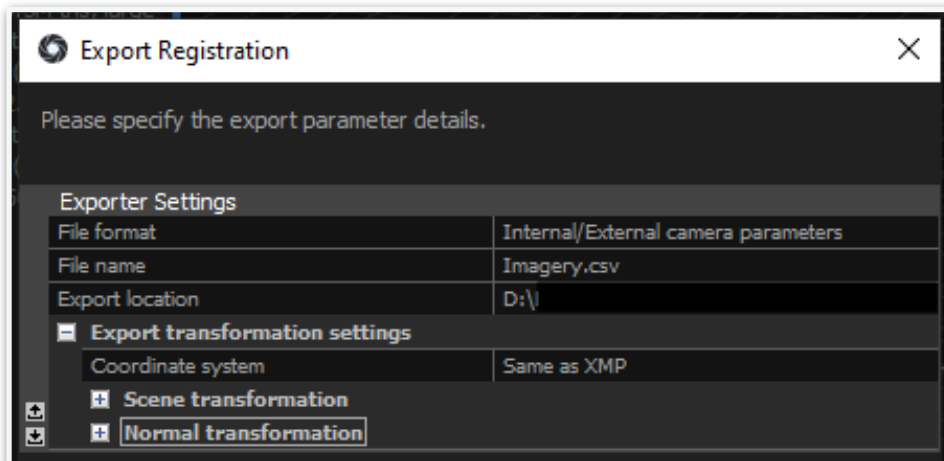 Export Registration
Please specify the export parameter details.
Exporter Settings
File format Internal/External camera parameters
File name Imagery.csv
Export location D:\
Export transformation settings
Coordinate system Same as XMP
Scene transformation
Normal transformation